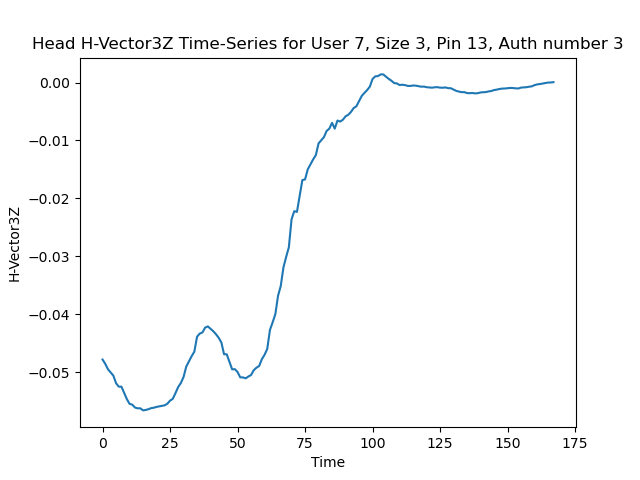 Head H-Vector3Z Time-Series for User 7, Size 3, Pin 13, Auth number 3
H-Vector3Z
0.00
−0.01
−0.02
−0.03
−0.04
−0.05
0 25 50 75 100 125 150 175
Time